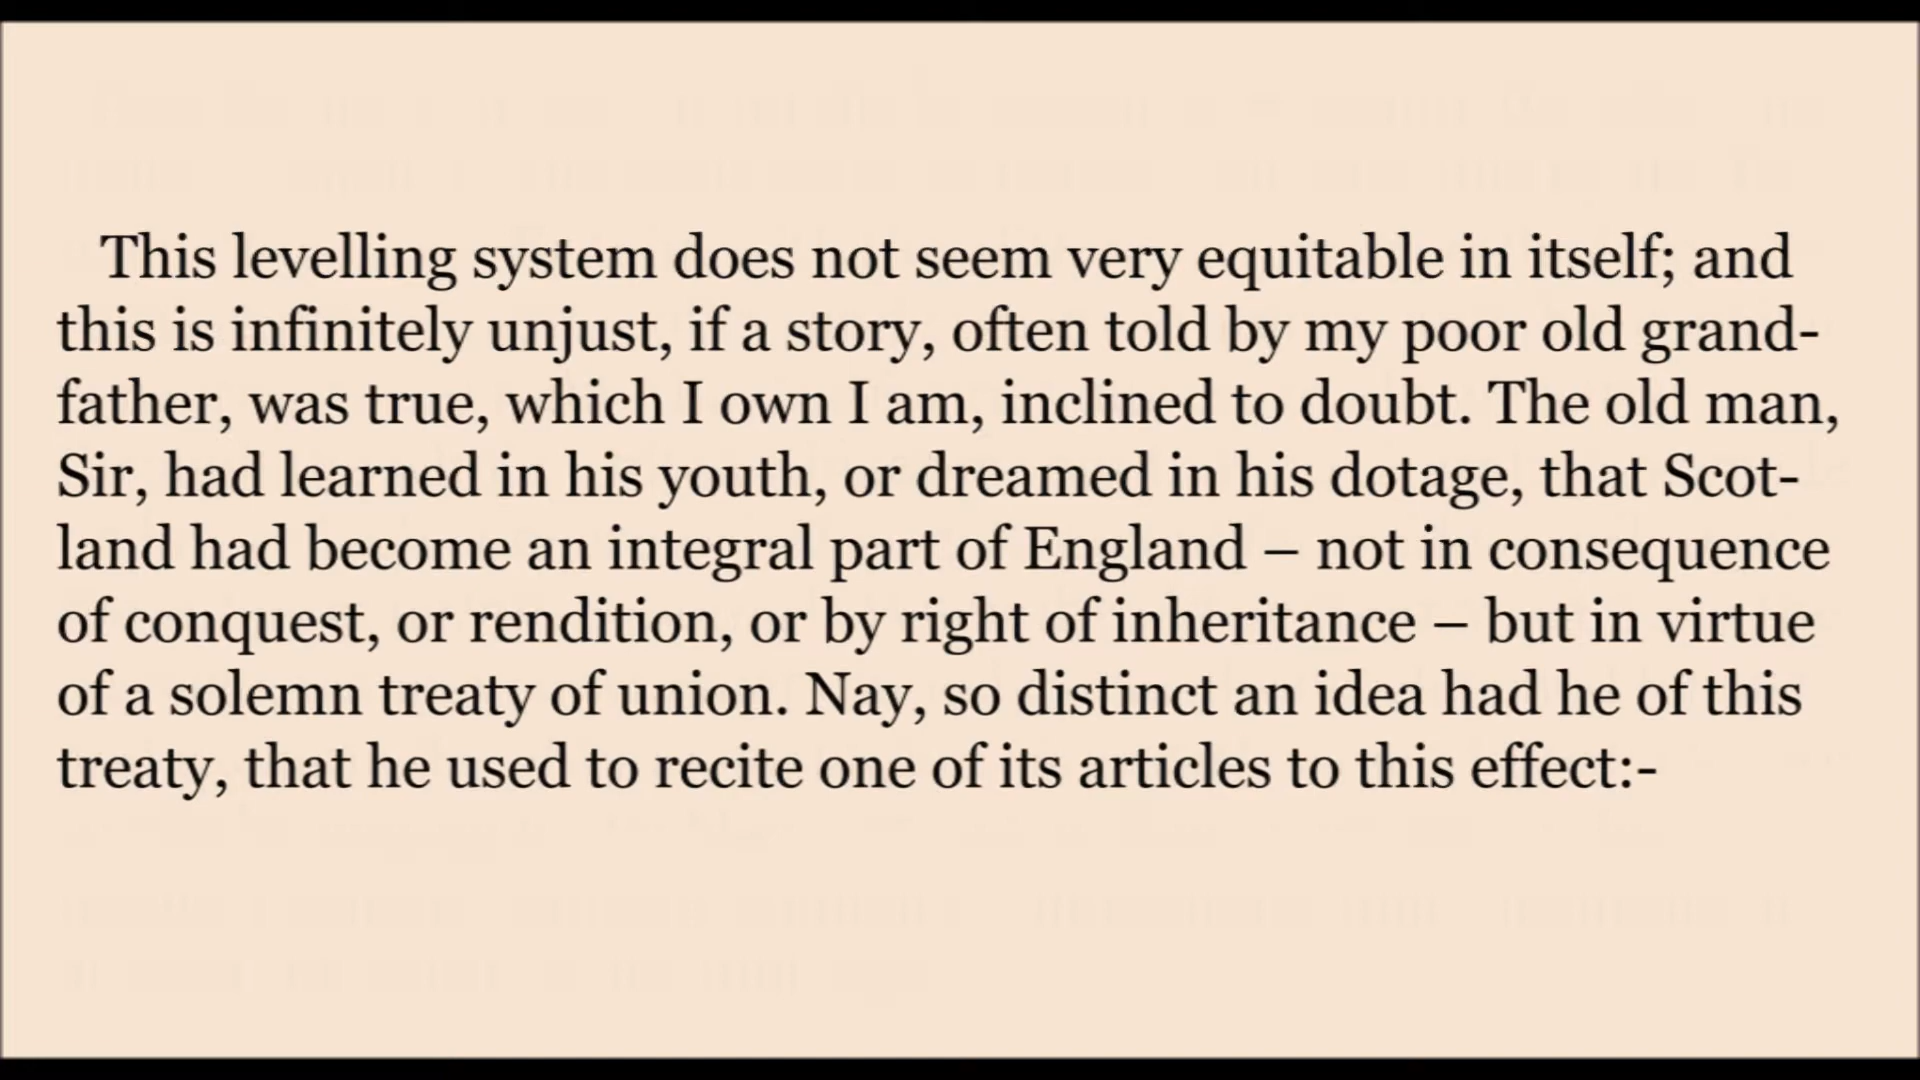 This levelling system does not seem very equitable in itself; and
this is infinitely unjust, if a story, often told by my poor old grand-
father, was true, which I own I am, inclined to doubt. The old man,
Sir, had learned in his youth, or dreamed in his dotage, that Scot-
land had become an integral part of England – not in consequence
of conquest, or rendition, or by right of inheritance – but in virtue
of a solemn treaty of union. Nay, so distinct an idea had he of this
treaty, that he used to recite one of its articles to this effect:-